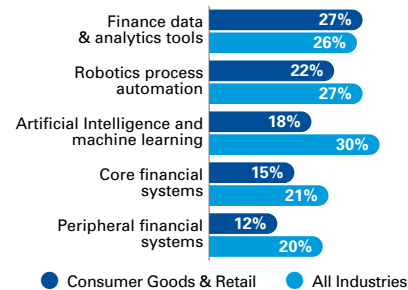 Finance data
& analytics tools
27%
26%
Robotics process
automation
22%
27%
Artificial Intelligence and
machine learning
18%
30%
Core financial
systems
15%
21%
Peripheral financial
systems
12%
20%
Consumer Goods & Retail
All Industries